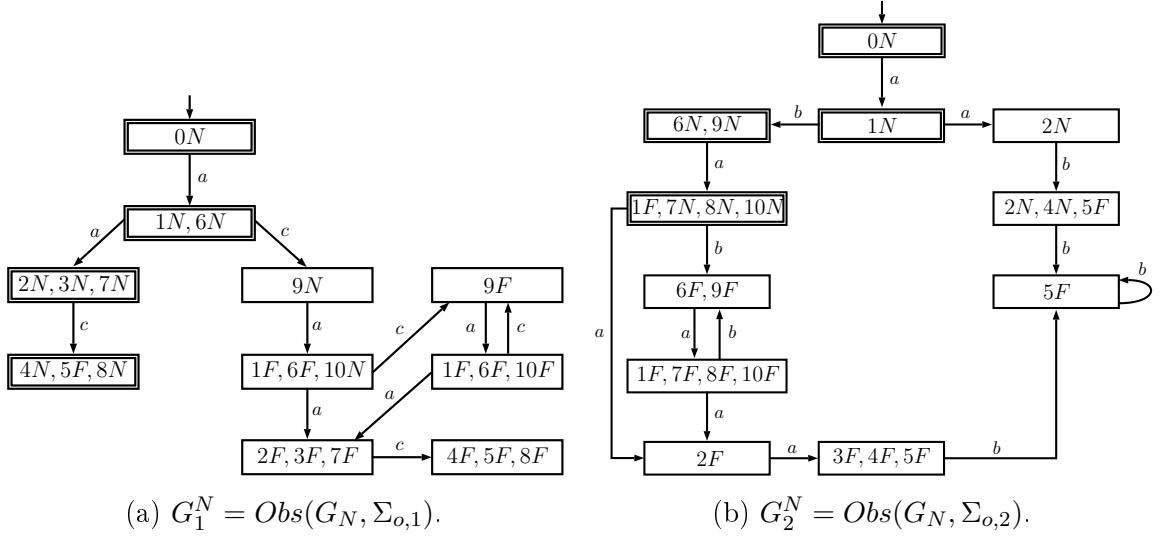 0N
a
1N, 6N
a
c
2N, 3N, 7N
9N
9F
c
a
c
a
c
4N, 5F, 8N
1F, 6F, 10N
1F, 6F, 10F
a
a
2F, 3F, 7F
c
4F, 5F, 8F
(a) G_1^N = Obs(G_N, Σ_{o,1}).
0N
a
6N, 9N
b
1N
a
2N
a
b
1F, 7N, 8N, 10N
2N, 4N, 5F
b
b
6F, 9F
5F
b
a
a
b
1F, 7F, 8F, 10F
a
2F
a
3F, 4F, 5F
b
(b) G_2^N = Obs(G_N, Σ_{o,2}).